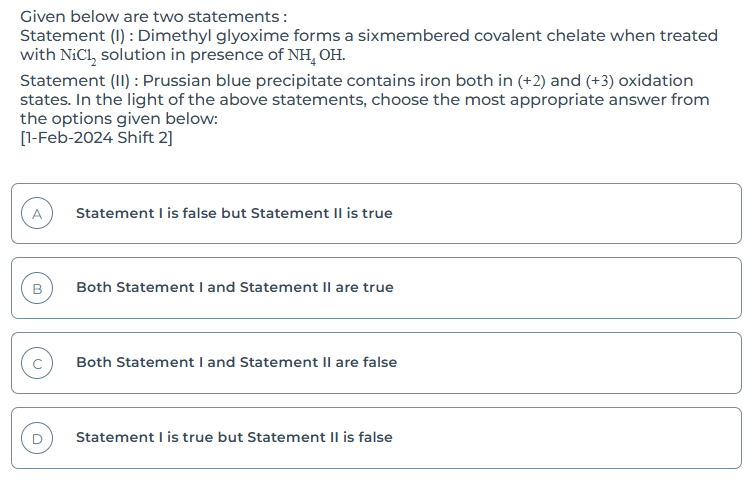 Given below are two statements :
Statement (I) : Dimethyl glyoxime forms a sixmembered covalent chelate when treated
with NiCl₂ solution in presence of NH₄ OH.
Statement (II) : Prussian blue precipitate contains iron both in (+2) and (+3) oxidation
states. In the light of the above statements, choose the most appropriate answer from
the options given below:
[1-Feb-2024 Shift 2]
A Statement I is false but Statement II is true
B Both Statement I and Statement II are true
C Both Statement I and Statement II are false
D Statement I is true but Statement II is false